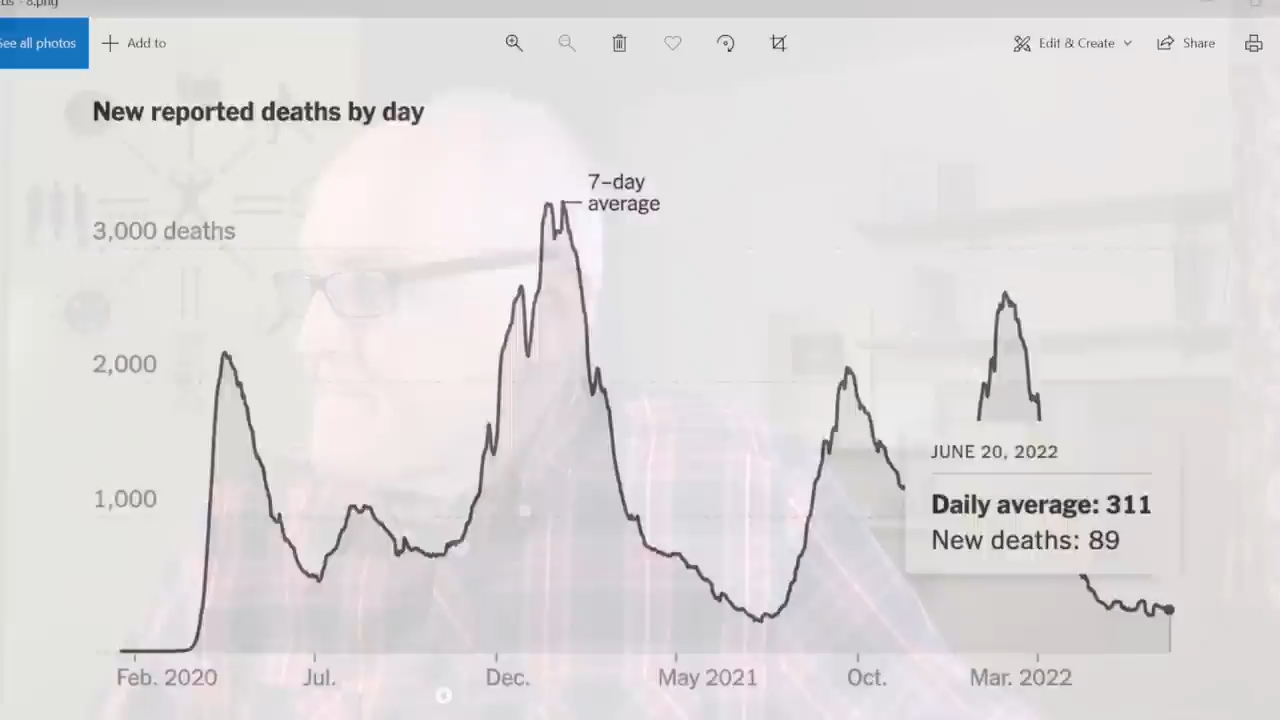 See all photos
Add to
Edit & Create
Share
New reported deaths by day
7-day
average
3,000 deaths
2,000
1,000
JUNE 20, 2022
Daily average: 311
New deaths: 89
Feb. 2020 Jul. Dec. May 2021 Oct. Mar. 2022